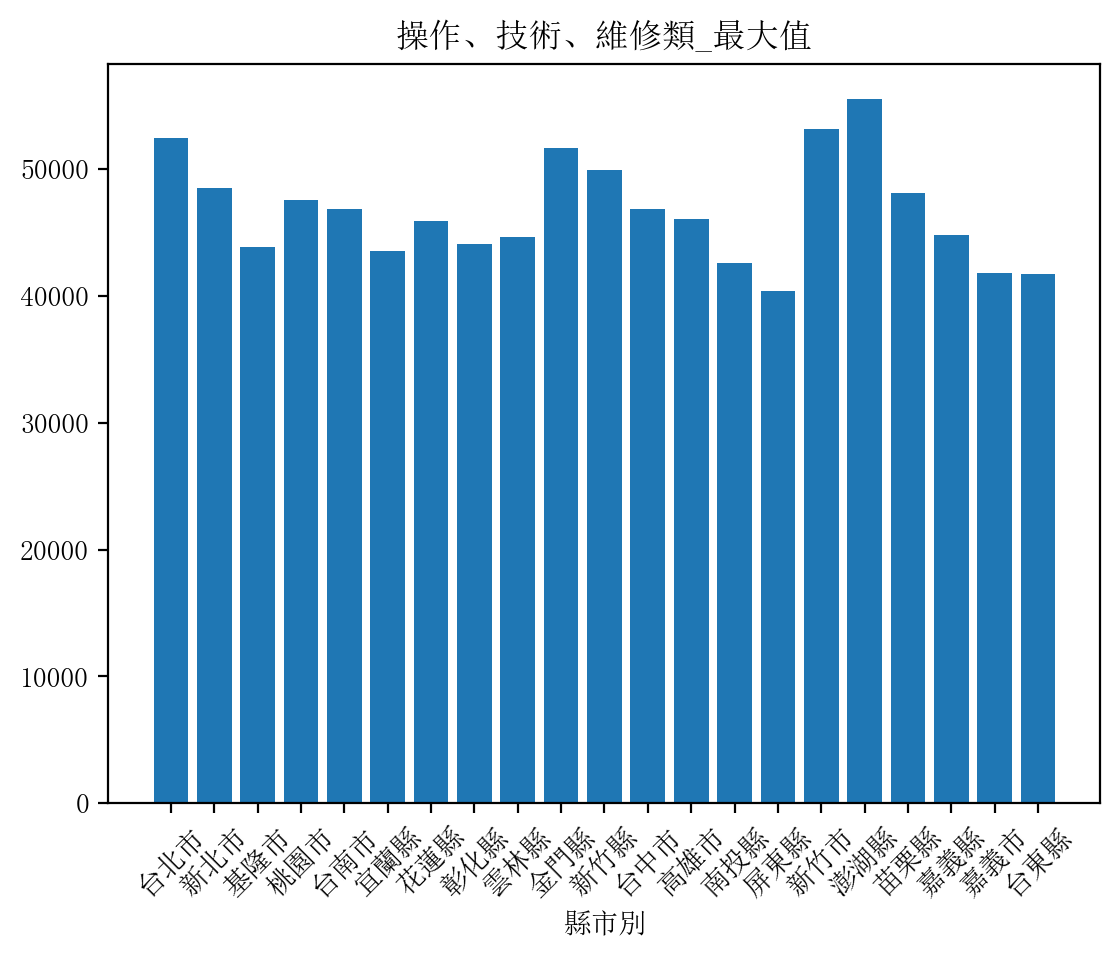 操作、技術、維修類_最大值
50000
40000
30000
20000
10000
0
台北市
新北市
基隆市
桃園市
台南市
宜蘭縣
花蓮縣
彰化縣
雲林縣
金門縣
新竹縣
台中市
高雄市
南投縣
屏東縣
新竹市
澎湖縣
苗栗縣
嘉義縣
嘉義市
台東縣
縣市別